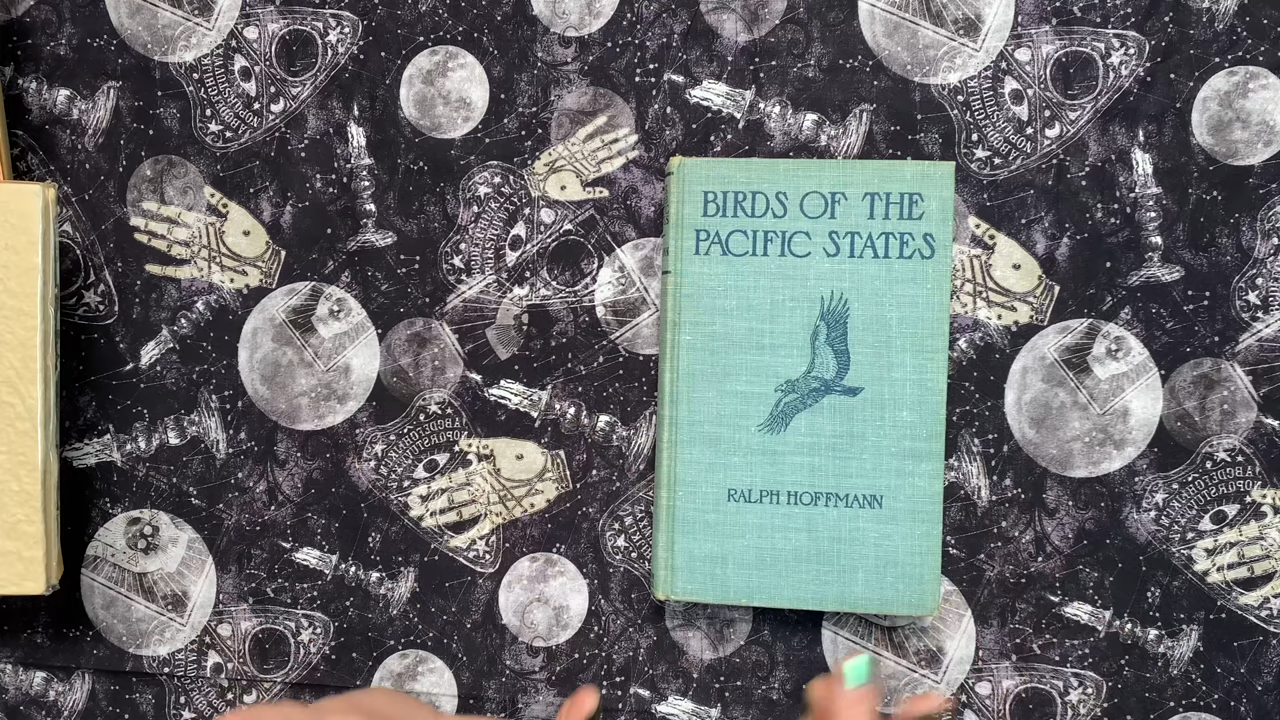 BIRDS OF THE
PACIFIC STATES
RALPH HOFFMANN